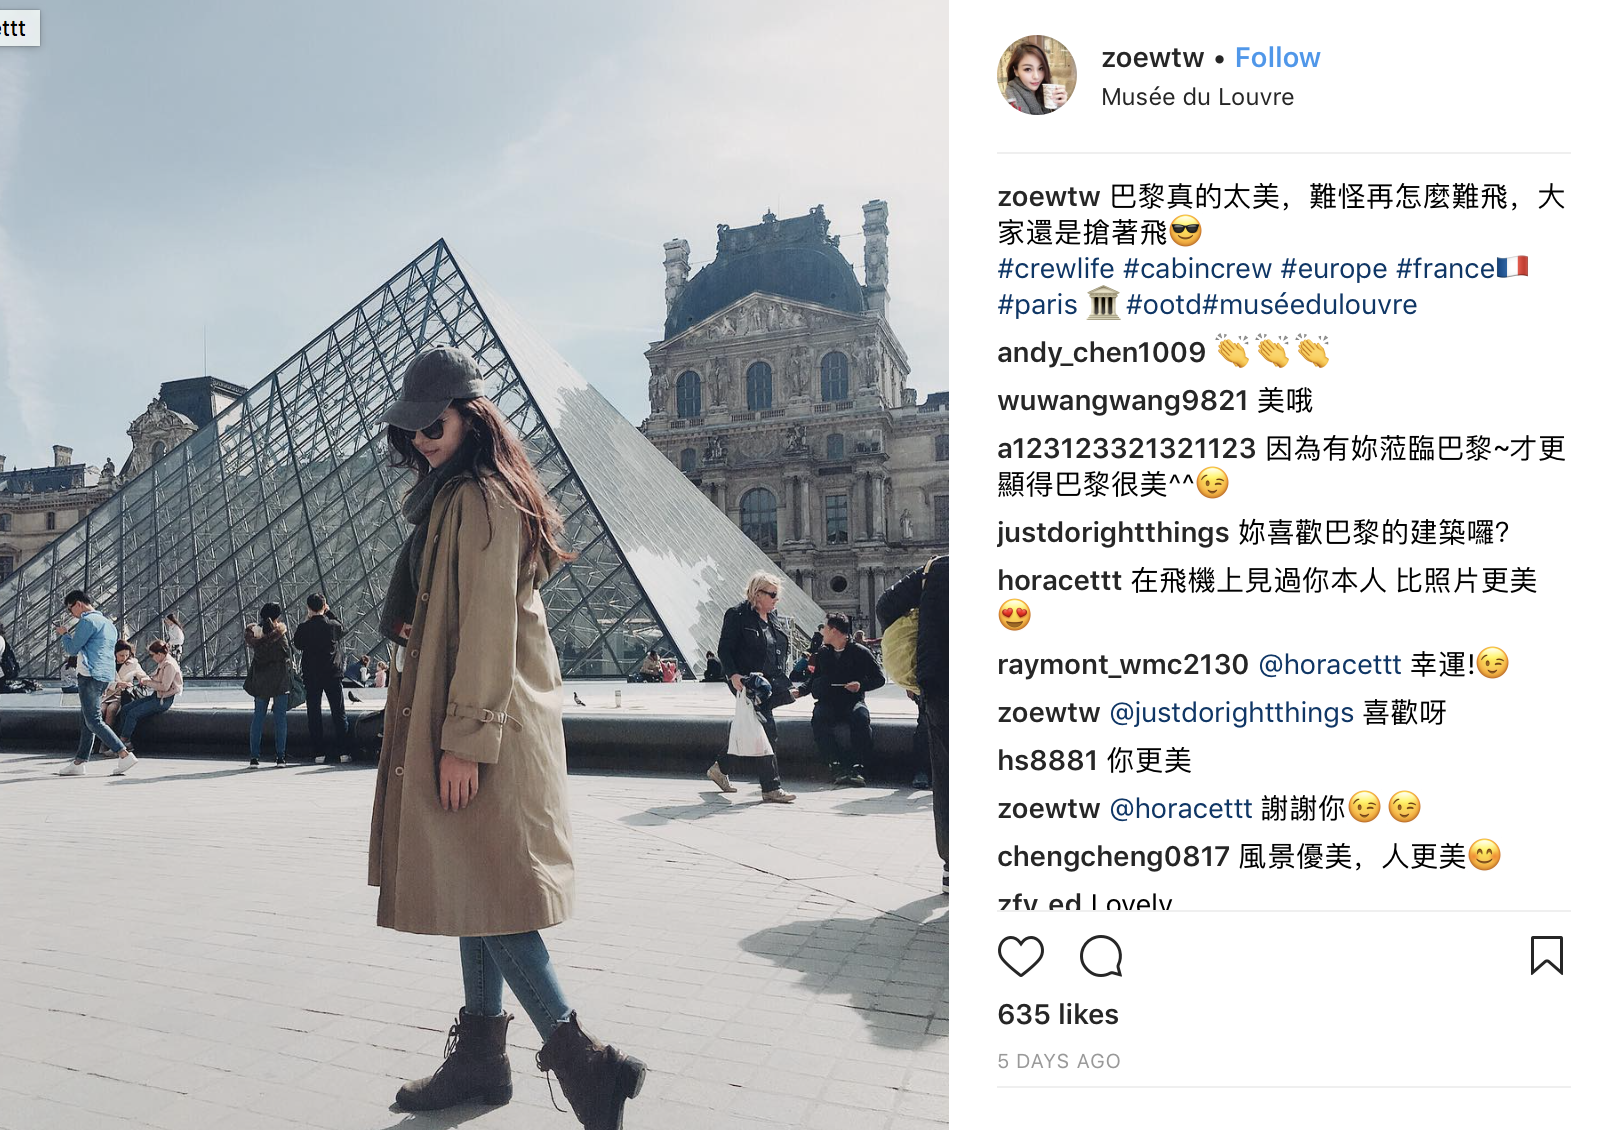 ettt
zoewtw • Follow
Musée du Louvre
zoewtw 巴黎真的太美，難怪再怎麼難飛，大
家還是搶著飛😎
#crewlife #cabincrew #europe #france🇫🇷
#paris 🏛️ #ootd#muséedulouvre
andy_chen1009 👏👏👏
wuwangwang9821 美哦
a123123321321123 因為有妳蒞臨巴黎~才更
顯得巴黎很美^^😉
justdorightthings 妳喜歡巴黎的建築囉？
horacettt 在飛機上見過你本人 比照片更美
😍
raymont_wmc2130 @horacettt 幸運!😉
zoewtw @justdorightthings 喜歡呀
hs8881 你更美
zoewtw @horacettt 謝謝你😉 😉
chengcheng0817 風景優美，人更美😊
zfy_ed Lovely
635 likes
5 DAYS AGO